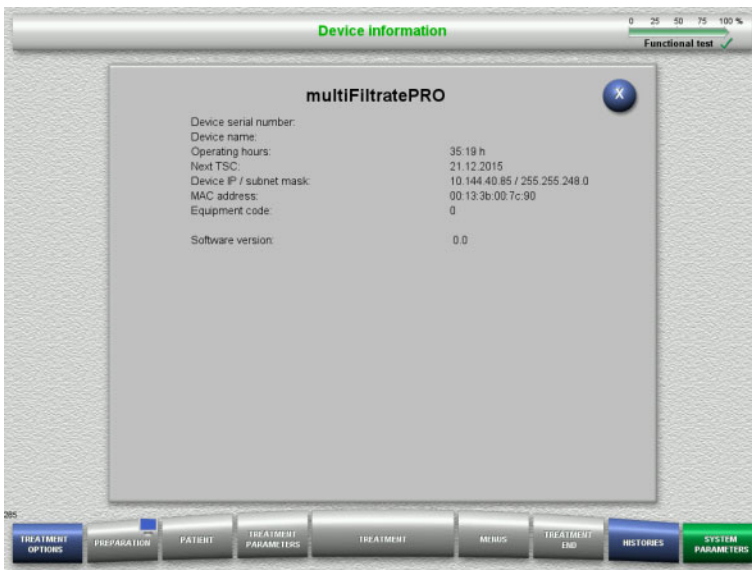 Device information
0 25 50 75 100 %
Functional test
multiFiltratePRO
X
Device serial number:
Device name:
Operating hours: 35:19 h
Next TSC: 21.12.2015
Device IP / subnet mask: 10.144.40.85 / 255.255.248.0
MAC address: 00:13:3b:00:7c:90
Equipment code: 0
Software version: 0.0
285
TREATMENT
OPTIONS
PREPARATION
PATIENT
TREATMENT
PARAMETERS
TREATMENT
MENUS
TREATMENT
END
HISTORIES
SYSTEM
PARAMETERS